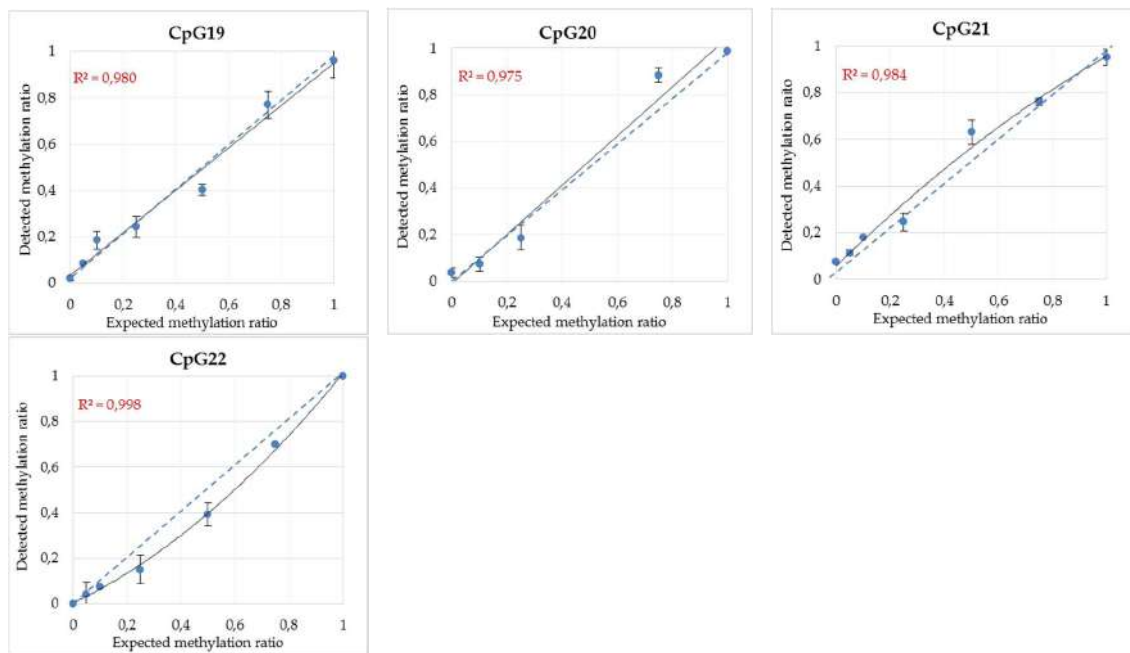 CpG19
R² = 0,980
Detected methylation ratio
1
0,8
0,6
0,4
0,2
0
0 0,2 0,4 0,6 0,8 1
Expected methylation ratio
CpG20
R² = 0,975
Detected metylation ratio
1
0,8
0,6
0,4
0,2
0
0 0,2 0,4 0,6 0,8 1
Expected methylation ratio
CpG21
R² = 0,984
Detected methylation raito
1
0,8
0,6
0,4
0,2
0
0 0,2 0,4 0,6 0,8 1
Expected methylation ratio
CpG22
R² = 0,998
Detected methylation ratio
1
0,8
0,6
0,4
0,2
0
0 0,2 0,4 0,6 0,8 1
Expected methylation ratio